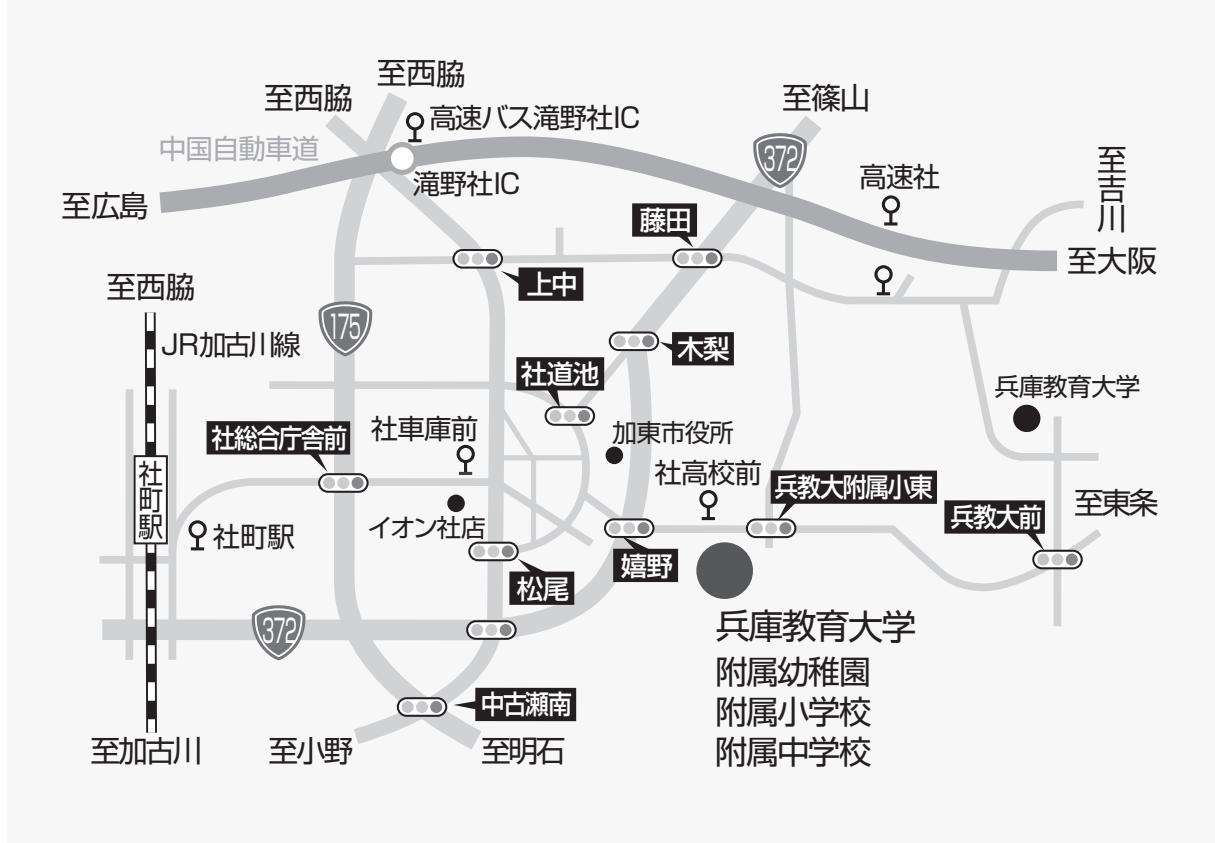 至西脇
至西脇
高速バス滝野社IC
至篠山
中国自動車道
372
至吉川
滝野社IC
高速社
至広島
藤田
至大阪
上中
至西脇
175
JR加古川線
木梨
社道池
兵庫教育大学
社総合庁舎前
社車庫前
加東市役所
社高校前
兵教大附属小東
社町駅
至東条
兵教大前
イオン社店
社町駅
嬉野
松尾
372
兵庫教育大学
附属幼稚園
附属小学校
附属中学校
中古瀬南
至加古川
至小野
至明石